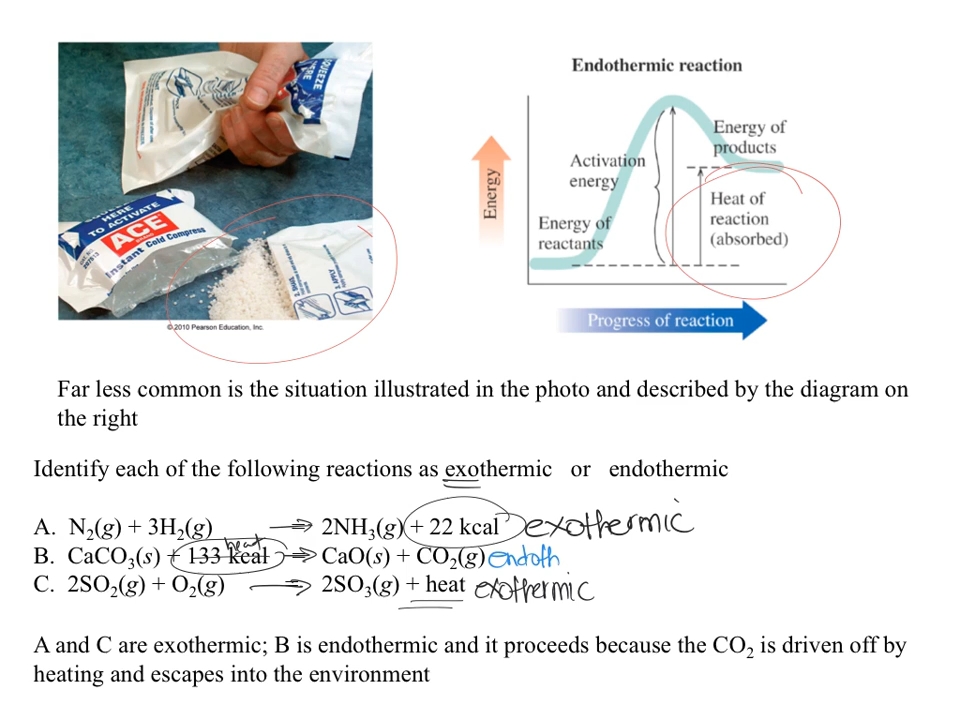 SQUEEZE
HERE
HERE
TO ACTIVATE
ACE
Instant Cold Compress
© 2010 Pearson Education, Inc.
Endothermic reaction
Energy
Activation
energy
Energy of
reactants
Energy of
products
Heat of
reaction
(absorbed)
Progress of reaction
Far less common is the situation illustrated in the photo and described by the diagram on
the right
Identify each of the following reactions as exothermic or endothermic
A. N₂(g) + 3H₂(g) ⟹ 2NH₃(g) + 22 kcal exothermic
heat
B. CaCO₃(s) + 133 kcal ⟹ CaO(s) + CO₂(g) endoth
C. 2SO₂(g) + O₂(g) ⟹ 2SO₃(g) + heat exothermic
A and C are exothermic; B is endothermic and it proceeds because the CO₂ is driven off by
heating and escapes into the environment